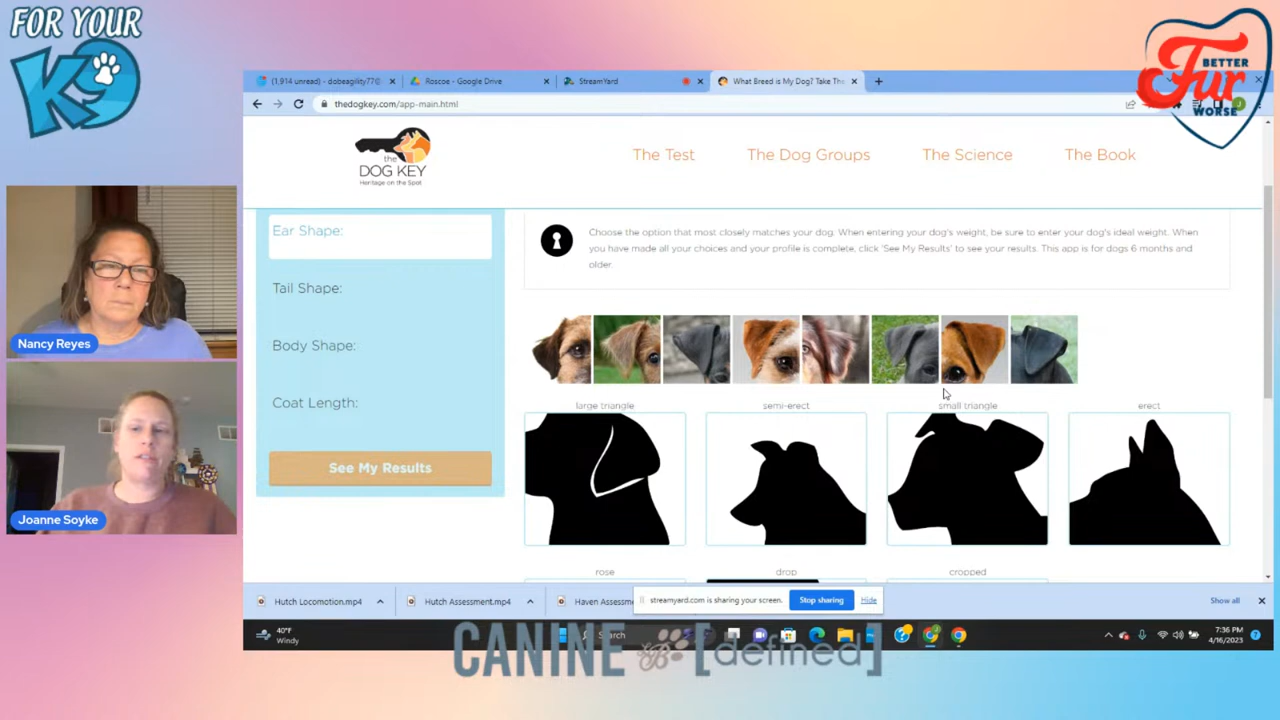 FOR YOUR
K9
BETTER
Fur
WORSE
(1,914 unread) - dobeagility77@
Roscoe - Google Drive
StreamYard
What Breed is My Dog? Take The
thedogkey.com/app-main.html
the
DOG KEY
Heritage on the Spot
The Test
The Dog Groups
The Science
The Book
Ear Shape:
Tail Shape:
Body Shape:
Coat Length:
See My Results
Choose the option that most closely matches your dog. When entering your dog's weight, be sure to enter your dog's ideal weight. When
you have made all your choices and your profile is complete, click 'See My Results' to see your results. This app is for dogs 6 months and
older.
large triangle
semi-erect
small triangle
erect
rose
drop
cropped
Nancy Reyes
Joanne Soyke
Hutch Locomotion.mp4
Hutch Assessment.mp4
Haven Assessm
streamyard.com is sharing your screen.
Stop sharing
Hide
Show all
40°F
Windy
Search
7:36 PM
4/16/2023
CANINE [defined]